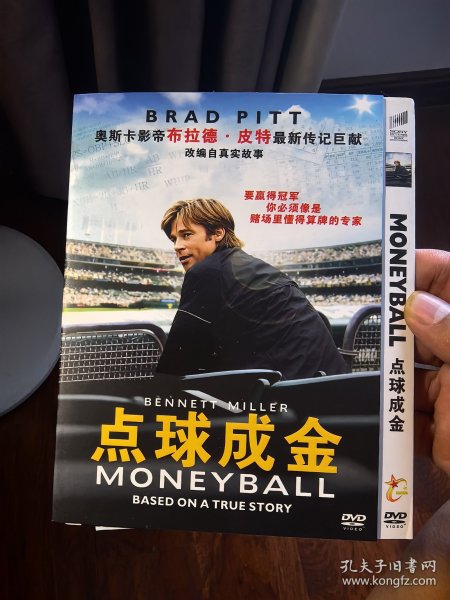 BRAD PITT
奥斯卡影帝布拉德·皮特最新传记巨献
改编自真实故事
要赢得冠军
你必须像是
赌场里懂得算牌的专家
BENNETT MILLER
点球成金
MONEYBALL
BASED ON A TRUE STORY
DVD
VIDEO
MONEYBALL
点球成金
DVD
VIDEO
孔夫子旧书网
www.kongfz.com